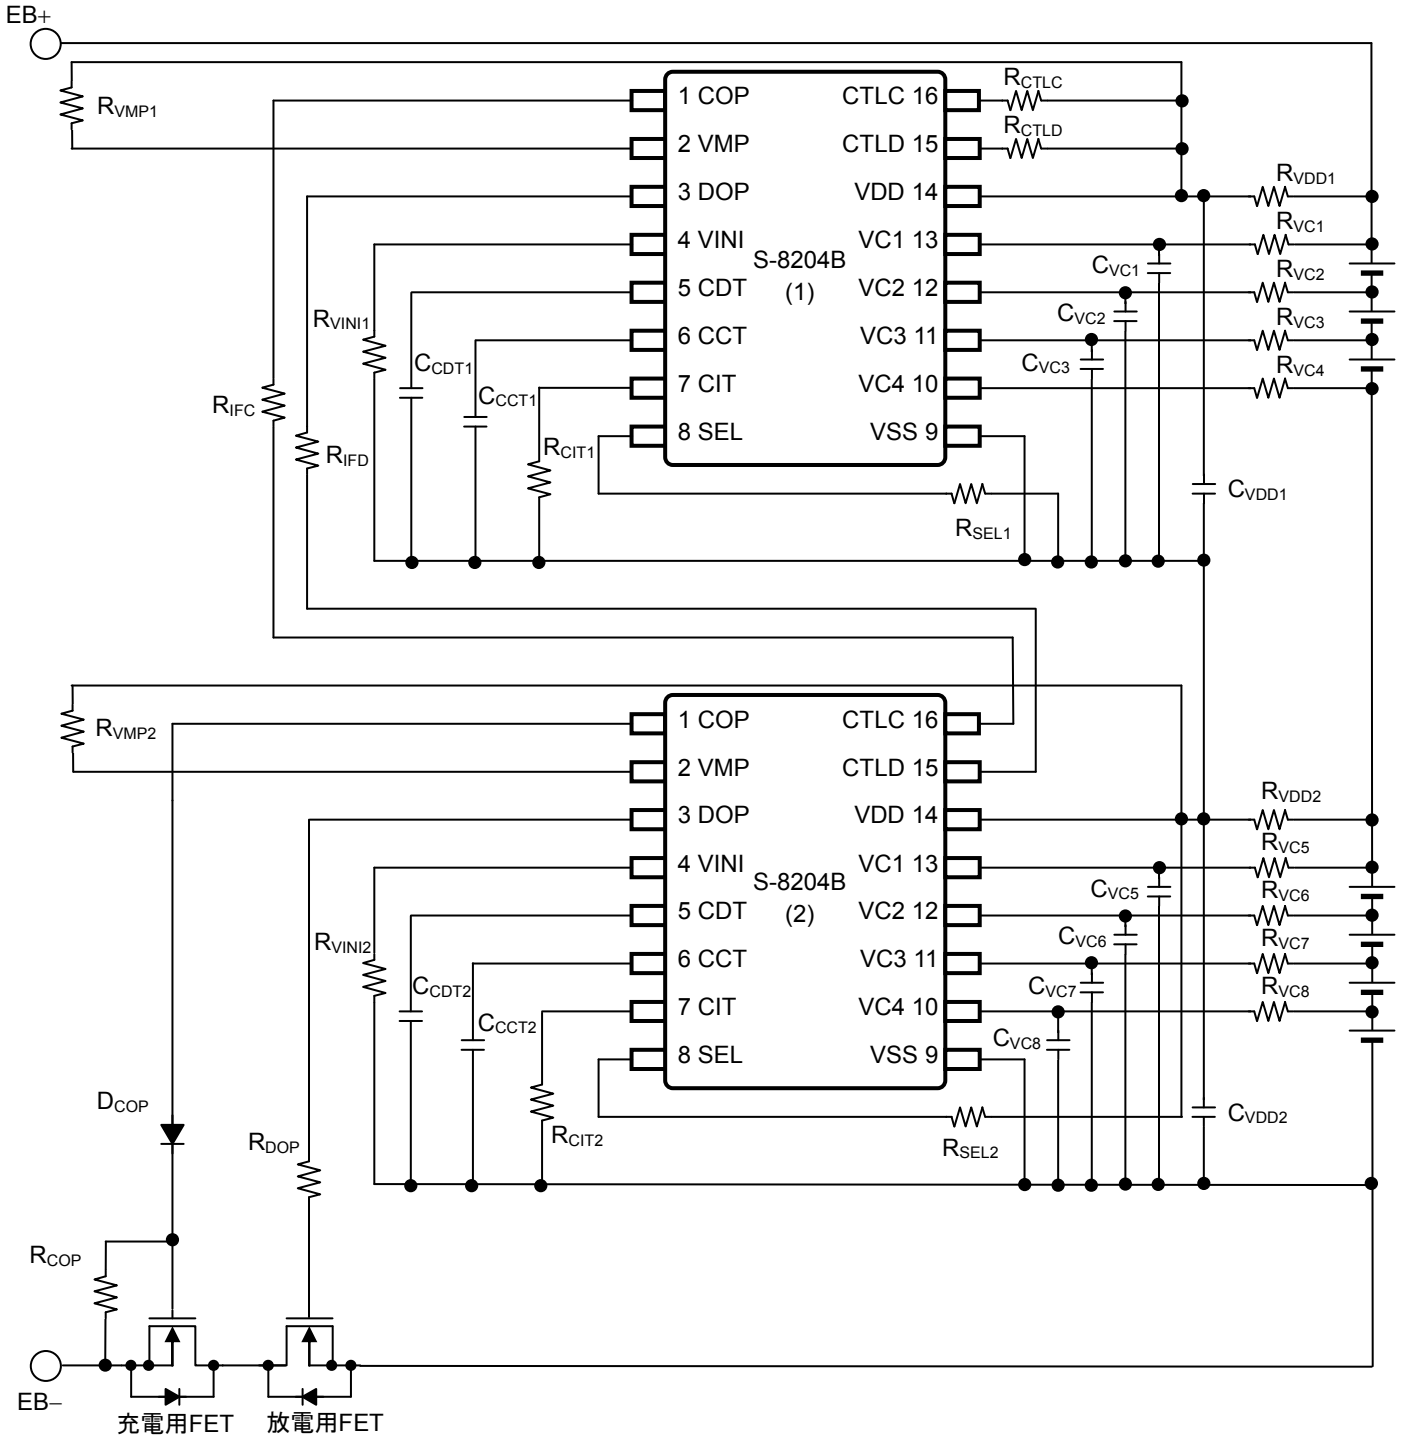 EB+
RVMP1
1 COP
CTLC 16
RCTLC
2 VMP
CTLD 15
RCTLD
3 DOP
VDD 14
RVDD1
4 VINI
VC1 13
RVC1
S-8204B
(1)
CVC1
5 CDT
VC2 12
RVC2
RVINI1
CVC2
6 CCT
VC3 11
RVC3
CCDT1
CVC3
7 CIT
VC4 10
RVC4
CCCT1
RIFC
8 SEL
VSS 9
RCIT1
RIFD
CVDD1
RSEL1
RVMP2
1 COP
CTLC 16
2 VMP
CTLD 15
3 DOP
VDD 14
RVDD2
4 VINI
VC1 13
RVC5
S-8204B
(2)
CVC5
5 CDT
VC2 12
RVC6
RVINI2
CVC6
6 CCT
VC3 11
RVC7
CCDT2
CVC7
7 CIT
VC4 10
RVC8
CCCT2
CVC8
8 SEL
VSS 9
DCOP
RDOP
RCIT2
RSEL2
CVDD2
RCOP
EB−
充電用FET
放電用FET